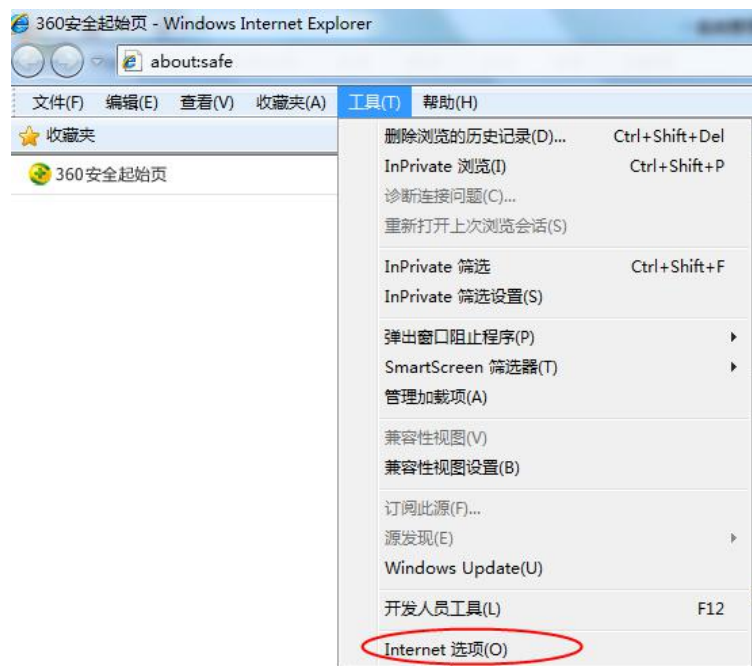 360安全起始页 - Windows Internet Explorer
about:safe
文件(F) 编辑(E) 查看(V) 收藏夹(A) 工具(T) 帮助(H)
收藏夹
360安全起始页
删除浏览的历史记录(D)... Ctrl+Shift+Del
InPrivate 浏览(I) Ctrl+Shift+P
诊断连接问题(C)...
重新打开上次浏览会话(S)
InPrivate 筛选 Ctrl+Shift+F
InPrivate 筛选设置(S)
弹出窗口阻止程序(P)
SmartScreen 筛选器(T)
管理加载项(A)
兼容性视图(V)
兼容性视图设置(B)
订阅此源(F)...
源发现(E)
Windows Update(U)
开发人员工具(L) F12
Internet 选项(O)